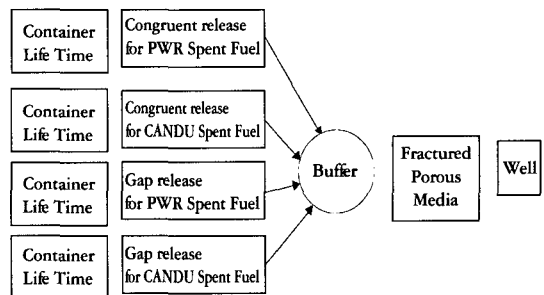 Container
Life Time
Congruent release
for PWR Spent Fuel
Container
Life Time
Congruent release
for CANDU Spent Fuel
Container
Life Time
Gap release
for PWR Spent Fuel
Container
Life Time
Gap release
for CANDU Spent Fuel
Buffer
Fractured
Porous
Media
Well